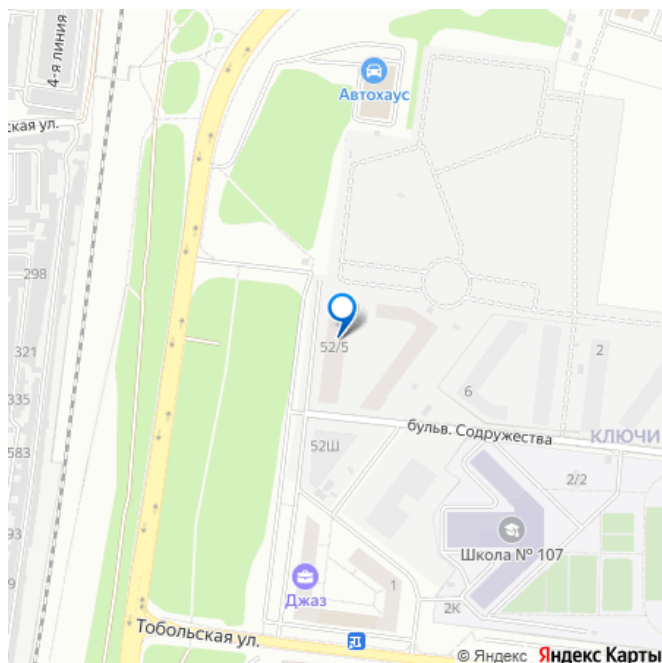 4-я линия
ская ул.
Автохаус
298
52/5
2
321
335
6
бульв. Содружества
КЛЮЧИ
583
52Ш
2/2
93
Школа № 107
9
Джаз
1
2К
Тобольская ул.
© Яндекс Яндекс Карты